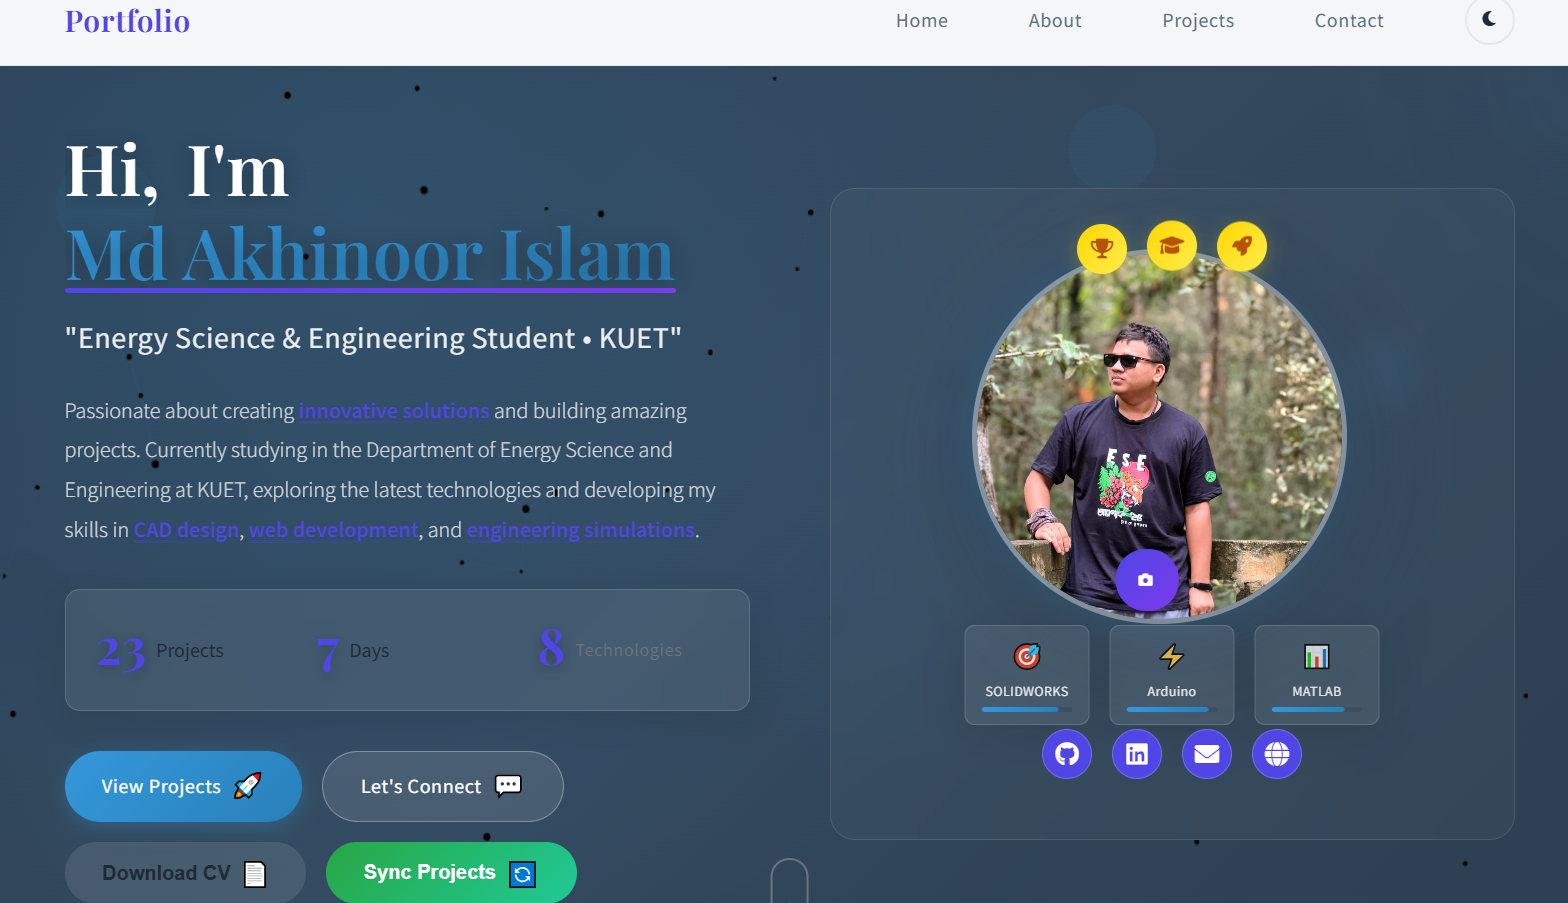 Portfolio
Home
About
Projects
Contact
Hi, I'm
Md Akhinoor Islam
"Energy Science & Engineering Student • KUET"
Passionate about creating innovative solutions and building amazing
projects. Currently studying in the Department of Energy Science and
Engineering at KUET, exploring the latest technologies and developing my
skills in CAD design, web development, and engineering simulations.
23 Projects
7 Days
8 Technologies
View Projects
Let's Connect
Download CV
Sync Projects
ESE
SOLIDWORKS
Arduino
MATLAB